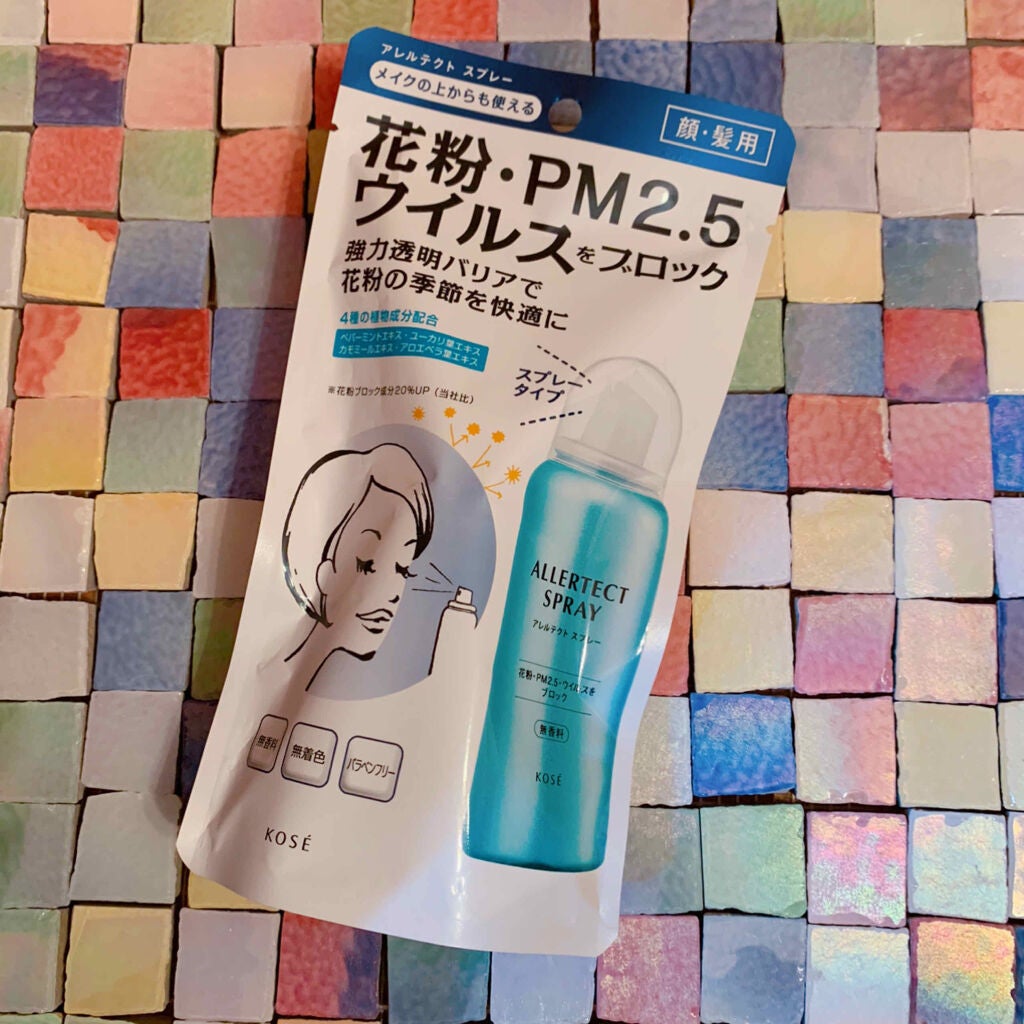 アレルテクト スプレー
メイクの上からも使える
顔・髪用
花粉・PM2.5
ウイルスをブロック
強力透明バリアで
花粉の季節を快適に
4種の植物成分配合
ペパーミントエキス・ユーカリ葉エキス
カモミールエキス・アロエベラ葉エキス
※花粉ブロック成分20%UP(当社比)
スプレー
タイプ
ALLERTECT
SPRAY
アレルテクト スプレー
花粉・PM2.5・ウイルスを
ブロック
無香料
KOSÉ
無香料
無着色
パラベンフリー
KOSÉ